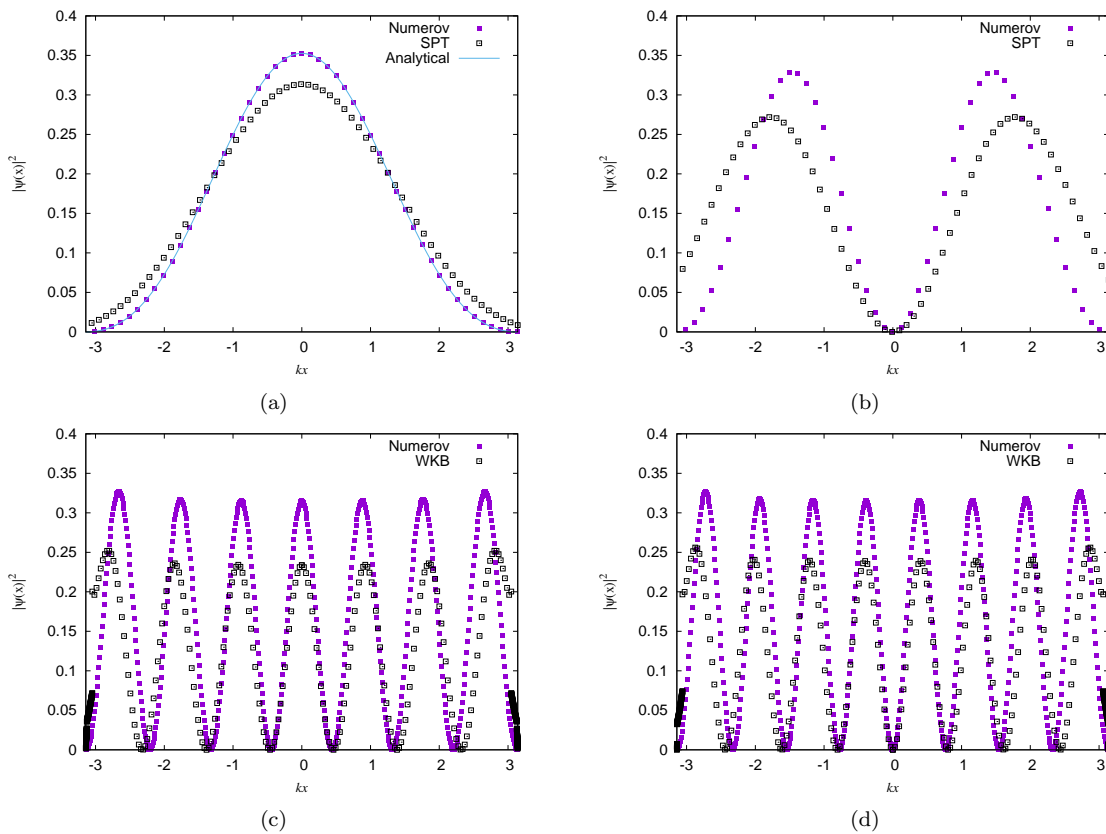 0.4
0.35
0.3
0.25
0.2
0.15
0.1
0.05
0
|ψ(x)|²
Numerov
SPT
Analytical
-3 -2 -1 0 1 2 3
kx
(a)
0.4
0.35
0.3
0.25
0.2
0.15
0.1
0.05
0
|ψ(x)|²
Numerov
SPT
-3 -2 -1 0 1 2 3
kx
(b)
0.4
0.35
0.3
0.25
0.2
0.15
0.1
0.05
0
|ψ(x)|²
Numerov
WKB
-3 -2 -1 0 1 2 3
kx
(c)
0.4
0.35
0.3
0.25
0.2
0.15
0.1
0.05
0
|ψ(x)|²
Numerov
WKB
-3 -2 -1 0 1 2 3
kx
(d)